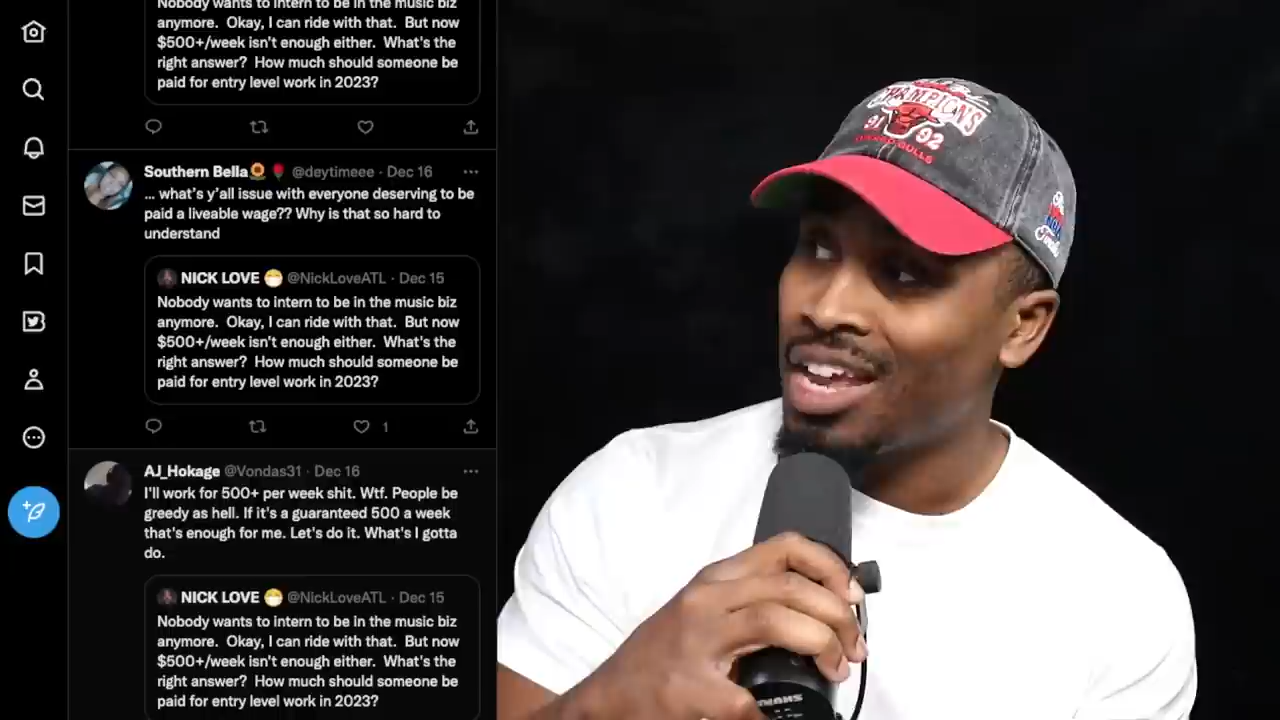 Nobody wants to intern to be in the music biz
anymore. Okay, I can ride with that. But now
$500+/week isn't enough either. What's the
right answer? How much should someone be
paid for entry level work in 2023?
Southern Bella🌻🌹 @deytimeee · Dec 16
... what's y'all issue with everyone deserving to be
paid a liveable wage?? Why is that so hard to
understand
NICK LOVE 😷 @NickLoveATL · Dec 15
Nobody wants to intern to be in the music biz
anymore. Okay, I can ride with that. But now
$500+/week isn't enough either. What's the
right answer? How much should someone be
paid for entry level work in 2023?
1
AJ_Hokage @Vondas31 · Dec 16
I'll work for 500+ per week shit. Wtf. People be
greedy as hell. If it's a guaranteed 500 a week
that's enough for me. Let's do it. What's I gotta
do.
NICK LOVE 😷 @NickLoveATL · Dec 15
Nobody wants to intern to be in the music biz
anymore. Okay, I can ride with that. But now
$500+/week isn't enough either. What's the
right answer? How much should someone be
paid for entry level work in 2023?
CHAMPIONS
91 92
BULLS
The
NBA
Finals
SHURE